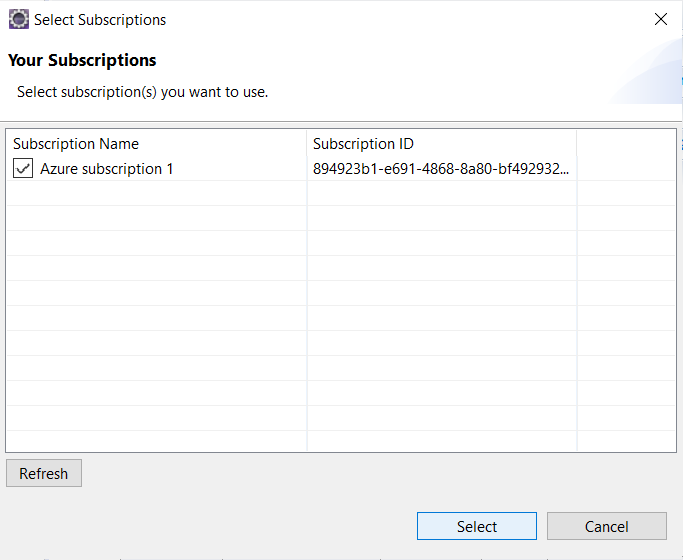 Select Subscriptions
Your Subscriptions
Select subscription(s) you want to use.
Subscription Name Subscription ID
Azure subscription 1 894923b1-e691-4868-8a80-bf492932...
Refresh
Select Cancel